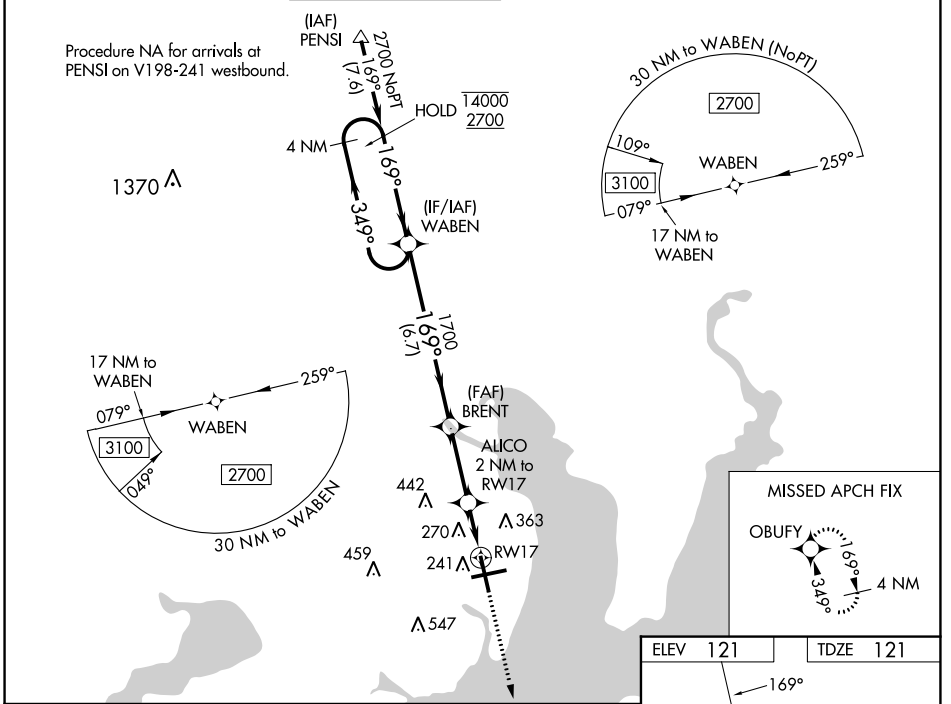 Procedure NA for arrivals at
PENSI on V198-241 westbound.
(IAF)
PENSI
2700 NoPT
169°
(7.6)
HOLD
14000
2700
4 NM
169°
349°
1370
(IF/IAF)
WABEN
30 NM to WABEN (NoPT)
2700
109°
WABEN
259°
3100
079°
17 NM to
WABEN
1700
169°
(6.7)
17 NM to
WABEN
259°
079°
WABEN
3100
049°
2700
30 NM to WABEN
(FAF)
BRENT
ALICO
2 NM to
RW17
442
363
270
RW17
241
459
547
MISSED APCH FIX
OBUFY
169°
349°
4 NM
ELEV 121
TDZE 121
169°